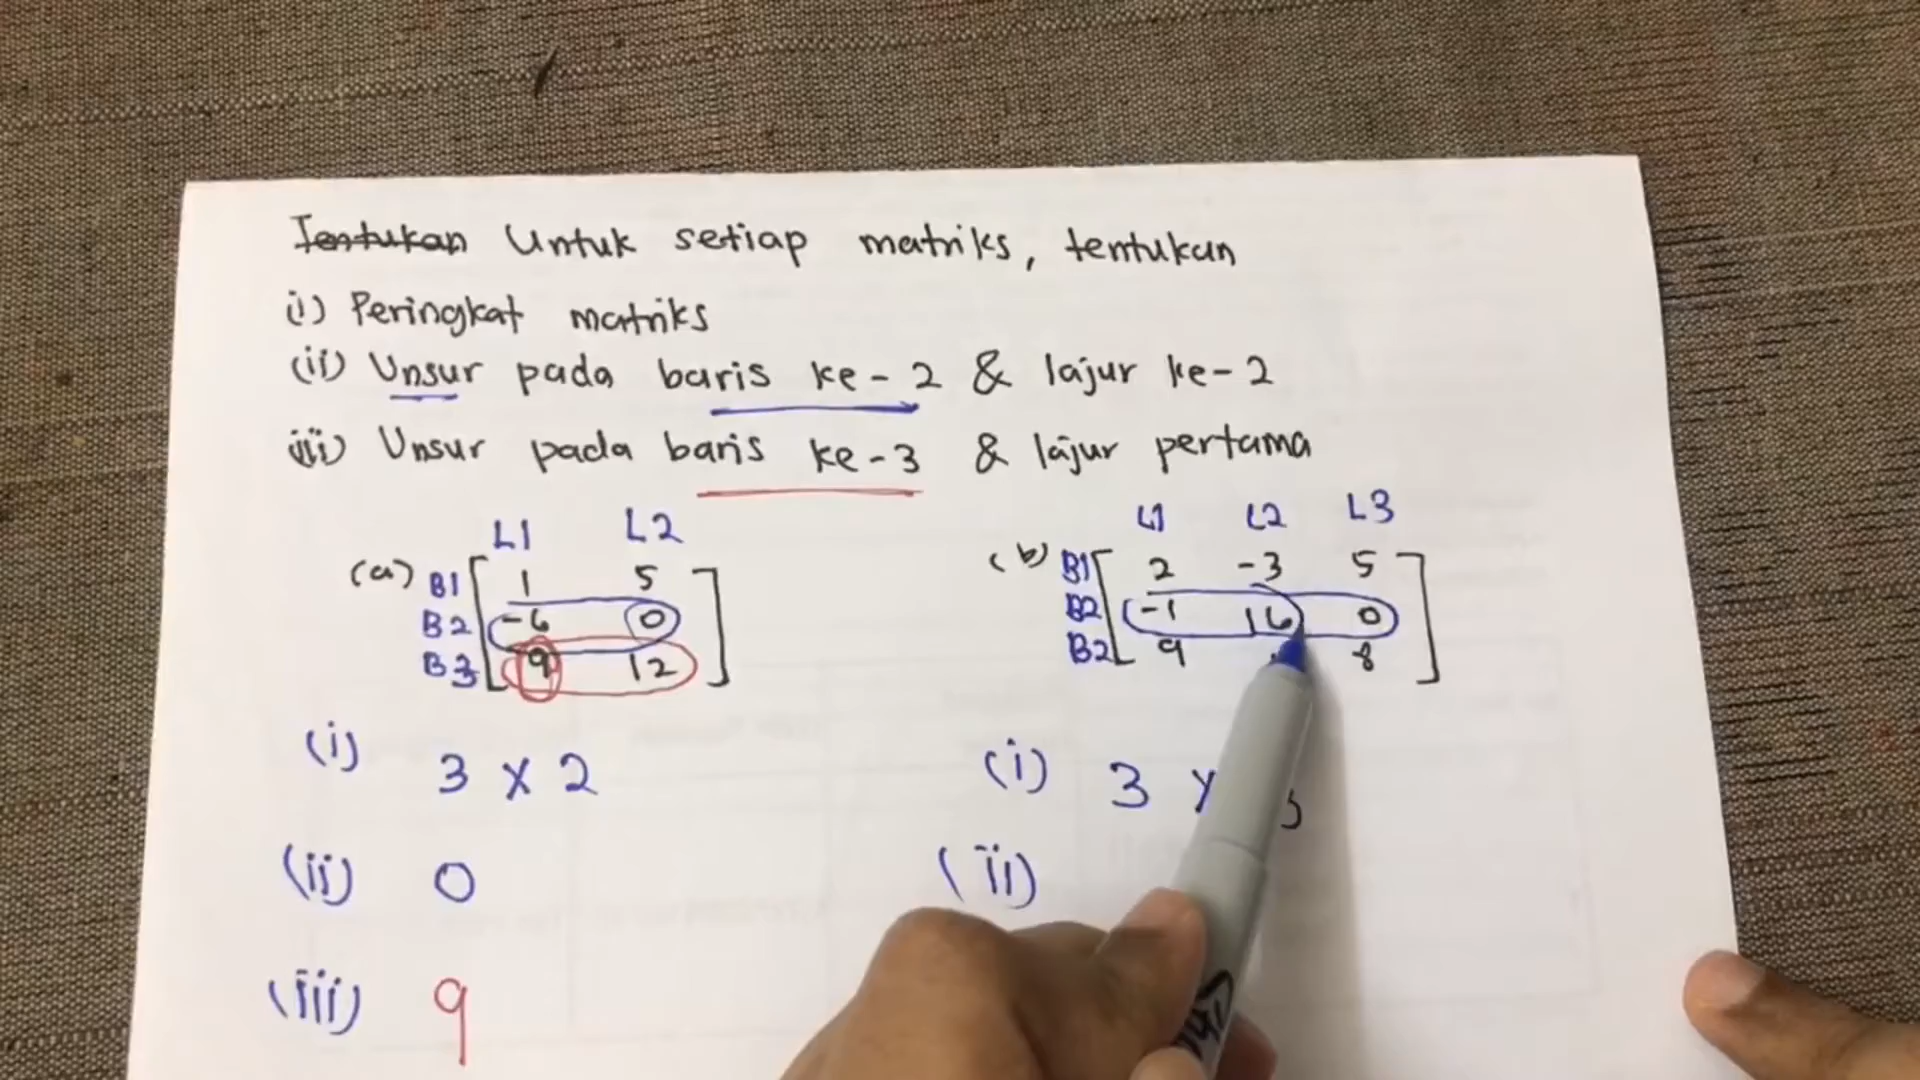 Tentukan Untuk setiap matriks, tentukan
(i) Peringkat matriks
(ii) Unsur pada baris ke-2 & lajur ke-2
(iii) Unsur pada baris ke-3 & lajur pertama
L1 L2
(a) B1 1 5
B2 -6 0
B3 9 12
(i) 3 x 2
(ii) 0
(iii) 9
L1 L2 L3
(b) B1 2 -3 5
B2 -1 16 0
B2 9 8
(i) 3
(ii)